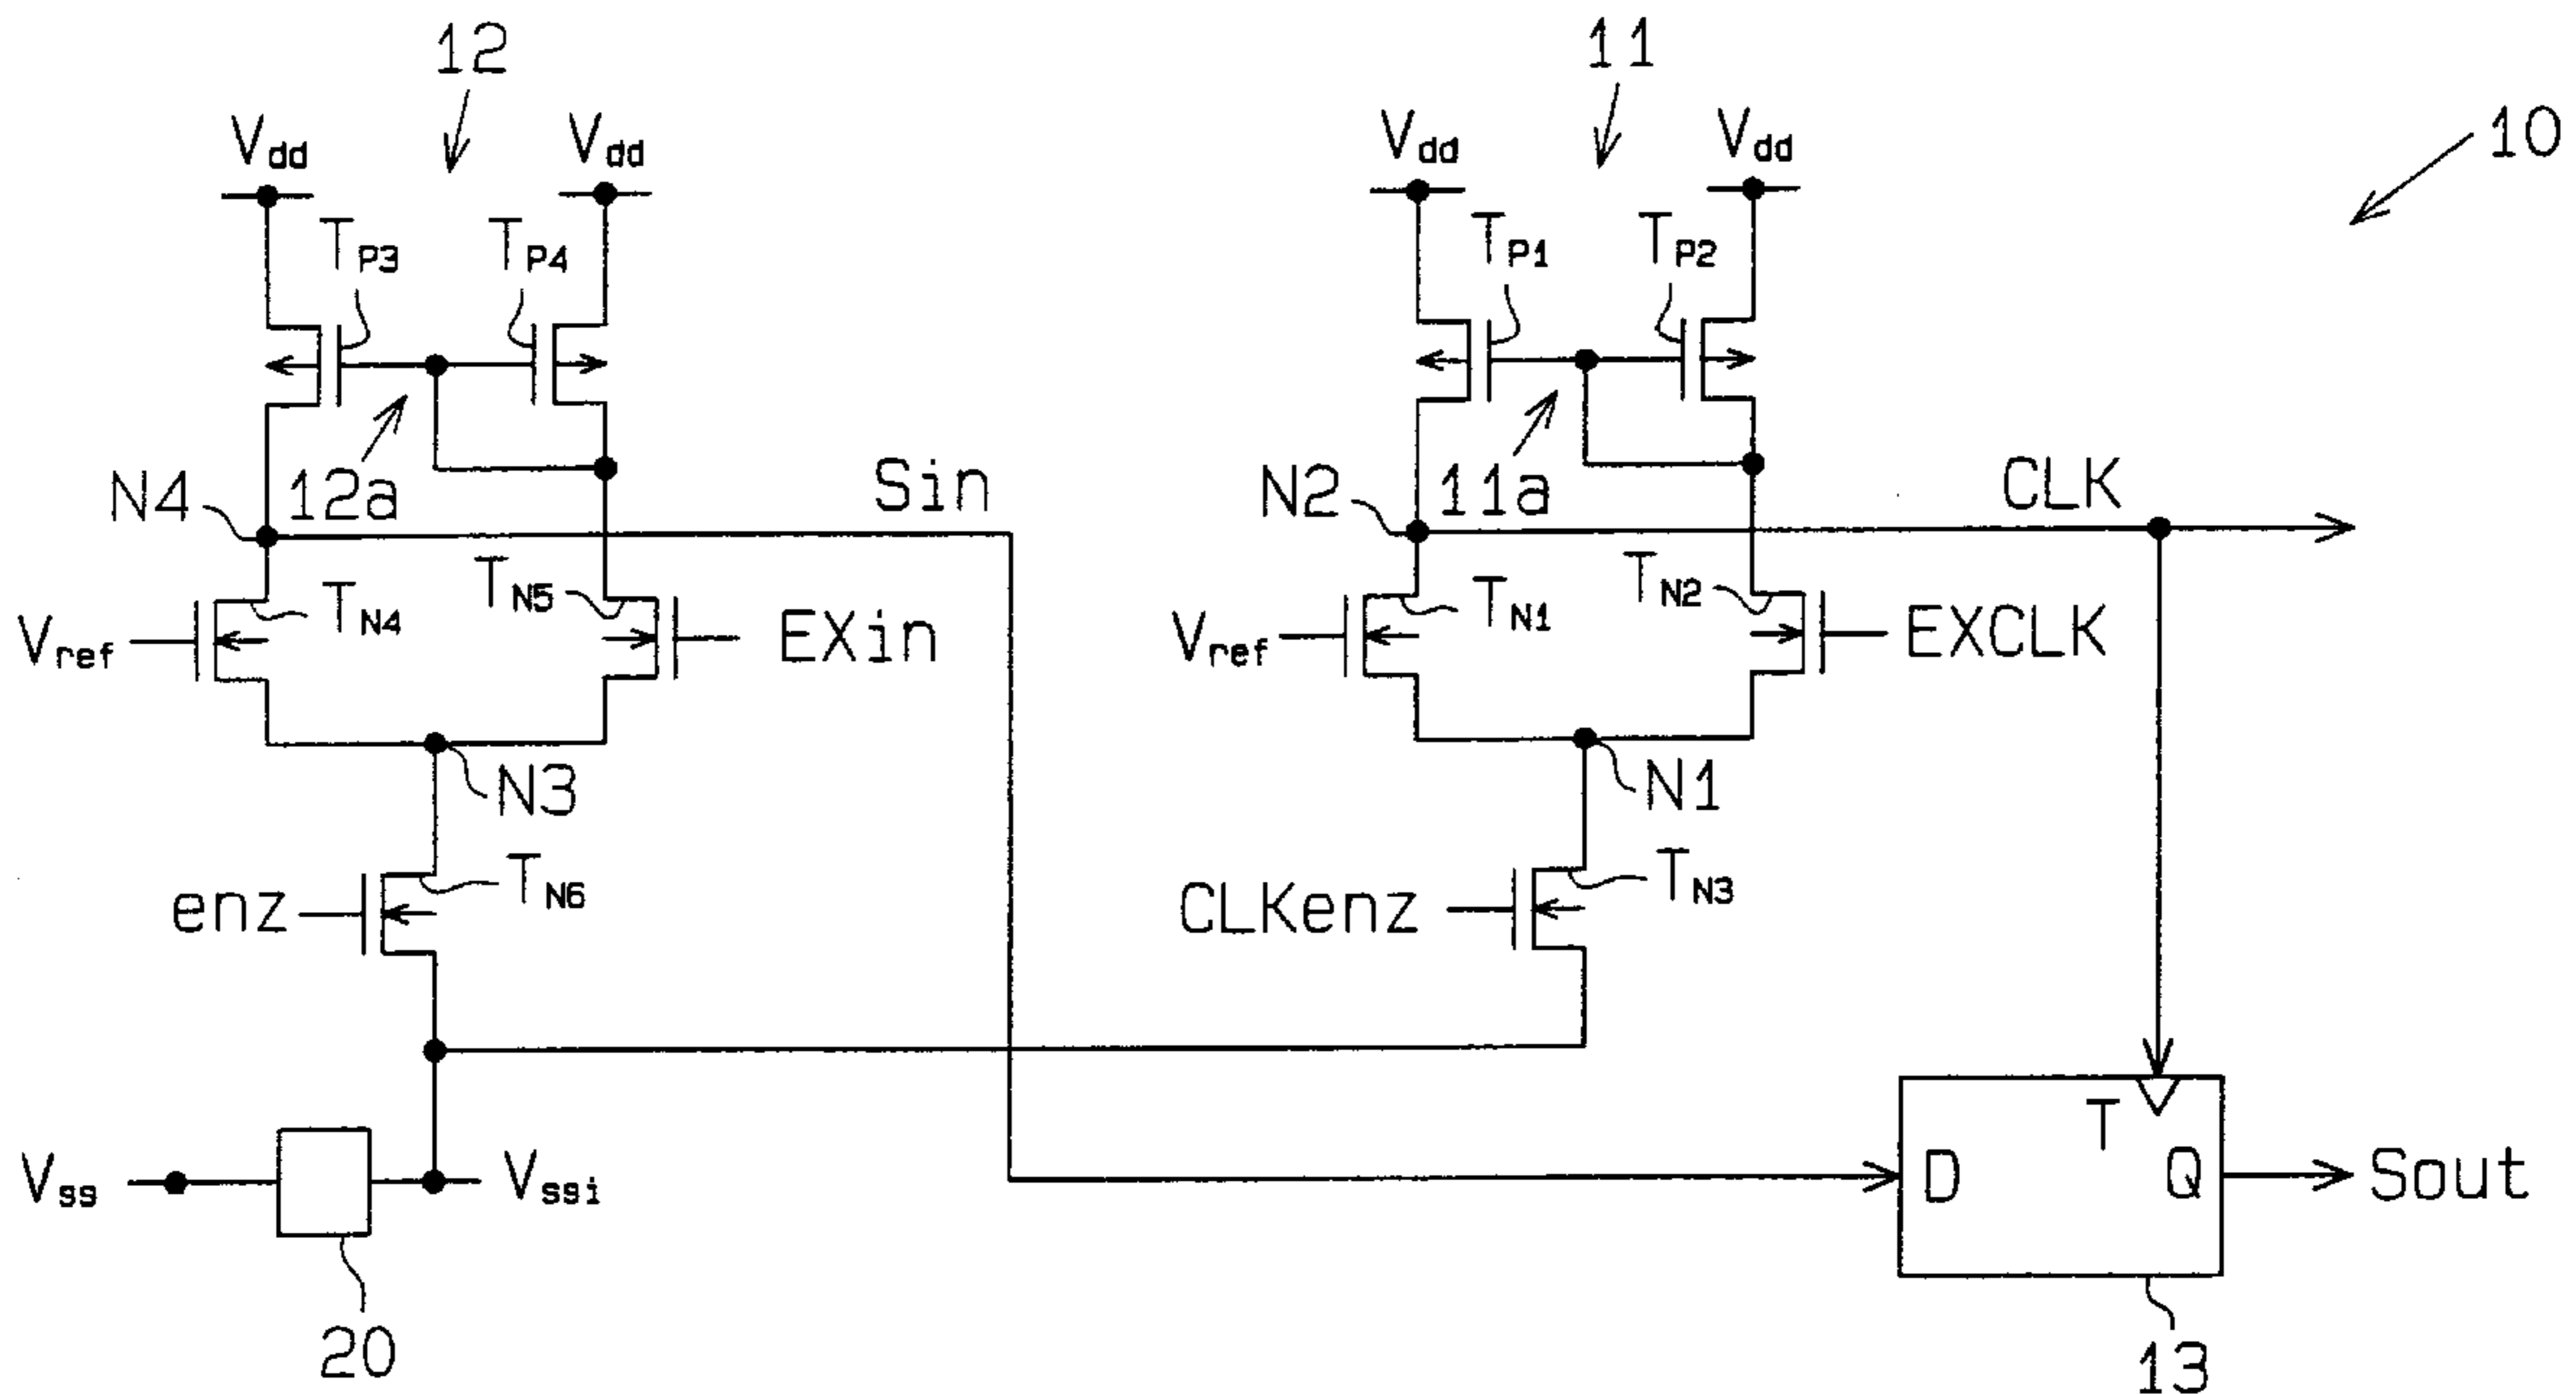 12
11
10
Vdd
Vdd
Vdd
Vdd
TP3
TP4
TP1
TP2
N4
12a
Sin
N2
11a
CLK
Vref
TN4
TN5
EXin
Vref
TN1
TN2
EXCLK
N3
N1
enz
TN6
CLKenz
TN3
Vss
Vssi
D
T
Q
Sout
20
13